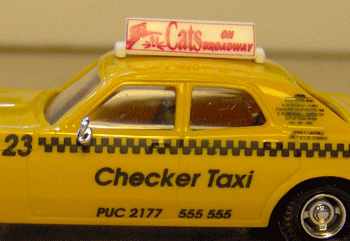 Cats ON
BROADWAY
23
Checker Taxi
PUC 2177 555 555